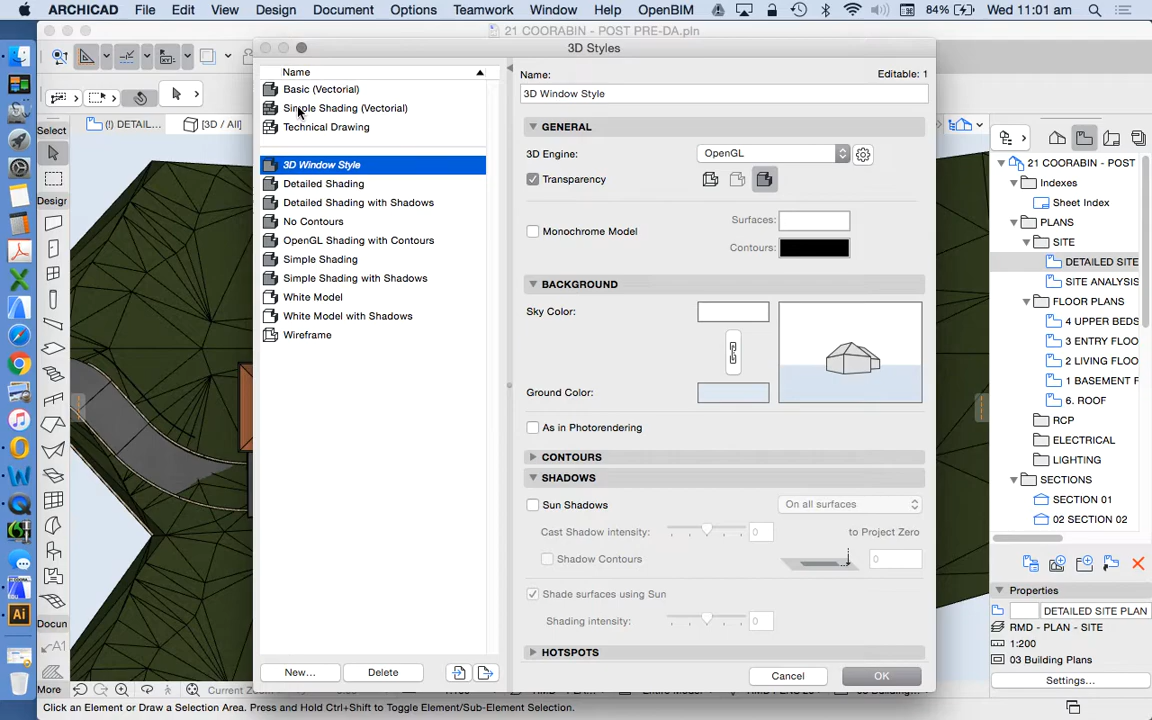 ARCHICAD File Edit View Design Document Options Teamwork Window Help OpenBIM 84% Wed 11:01 am
21 COORABIN - POST PRE-DA.pln
3D Styles
(!) DETAIL...
[3D / All]
Select
Design
Docun
More
Name
Basic (Vectorial)
Simple Shading (Vectorial)
Technical Drawing
3D Window Style
Detailed Shading
Detailed Shading with Shadows
No Contours
OpenGL Shading with Contours
Simple Shading
Simple Shading with Shadows
White Model
White Model with Shadows
Wireframe
New...
Delete
Name:
Editable: 1
3D Window Style
GENERAL
3D Engine:
OpenGL
Transparency
Monochrome Model
Surfaces:
Contours:
BACKGROUND
Sky Color:
Ground Color:
As in Photorendering
CONTOURS
SHADOWS
Sun Shadows
On all surfaces
Cast Shadow intensity:
0
to Project Zero
Shadow Contours
0
Shade surfaces using Sun
Shading intensity:
0
HOTSPOTS
Cancel
OK
21 COORABIN - POST
Indexes
Sheet Index
PLANS
SITE
DETAILED SITE
SITE ANALYSIS
FLOOR PLANS
4 UPPER BEDS
3 ENTRY FLOO
2 LIVING FLOO
1 BASEMENT F
6. ROOF
RCP
ELECTRICAL
LIGHTING
SECTIONS
SECTION 01
02 SECTION 02
Properties
DETAILED SITE PLAN
RMD - PLAN - SITE
1:200
03 Building Plans
Settings...
Click an Element or Draw a Selection Area. Press and Hold Ctrl+Shift to Toggle Element/Sub-Element Selection.